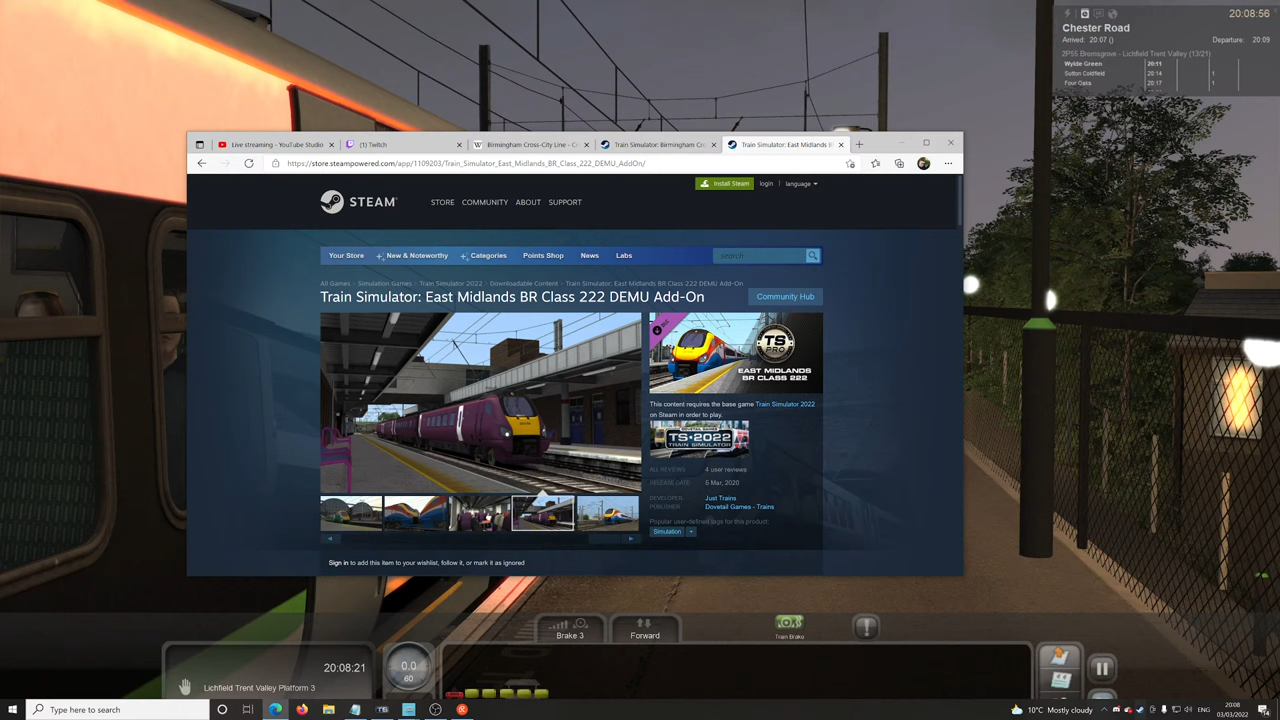 20:08:56
Chester Road
Arrived: 20:07 ()
Departure: 20:09
2P55 Bromsgrove - Lichfield Trent Valley (13/21)
Wylde Green 20:11
Sutton Coldfield 20:14 1
Four Oaks 20:17 1
Live streaming - YouTube Studio
(1) Twitch
Birmingham Cross-City Line -
Train Simulator: Birmingham Cr
Train Simulator: East Midlands B
https://store.steampowered.com/app/1109203/Train_Simulator_East_Midlands_BR_Class_222_DEMU_AddOn/
Install Steam login | language
STEAM
STORE COMMUNITY ABOUT SUPPORT
Your Store New & Noteworthy Categories Points Shop News Labs search
All Games > Simulation Games > Train Simulator 2022 > Downloadable Content > Train Simulator: East Midlands BR Class 222 DEMU Add-On
Train Simulator: East Midlands BR Class 222 DEMU Add-On
Community Hub
TS PRO
EAST MIDLANDS
BR CLASS 222
This content requires the base game Train Simulator 2022
on Steam in order to play.
DOVETAIL GAMES
TS·2022
TRAIN SIMULATOR
ALL REVIEWS 4 user reviews
RELEASE DATE 5 Mar, 2020
DEVELOPER Just Trains
PUBLISHER Dovetail Games - Trains
Popular user-defined tags for this product:
Simulation +
Sign in to add this item to your wishlist, follow it, or mark it as ignored
Brake 3
Forward
Train Brake
20:08:21
Lichfield Trent Valley Platform 3
0.0
60
Type here to search
10°C Mostly cloudy
ENG
20:08
03/03/2022